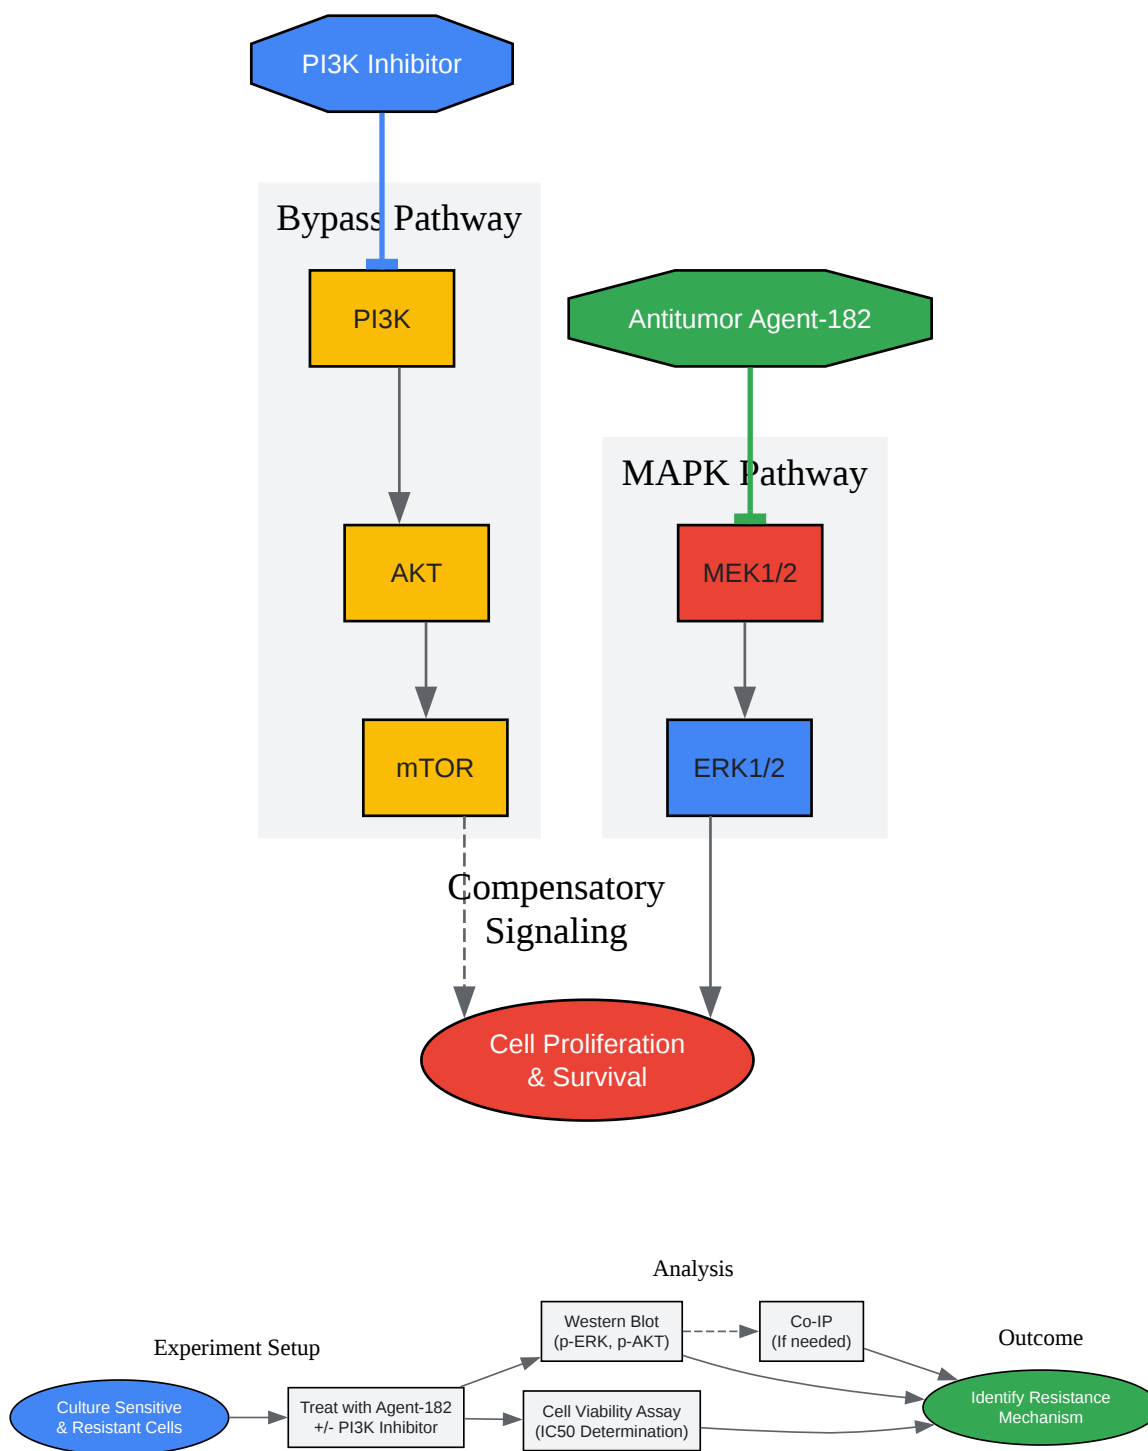 PI3K Inhibitor
Bypass Pathway
PI3K
Antitumor Agent-182
MAPK Pathway
AKT
MEK1/2
mTOR
ERK1/2
Compensatory
Signaling
Cell Proliferation
& Survival
Analysis
Western Blot
(p-ERK, p-AKT)
Co-IP
(If needed)
Experiment Setup
Outcome
Culture Sensitive
& Resistant Cells
Treat with Agent-182
+/- PI3K Inhibitor
Cell Viability Assay
(IC50 Determination)
Identify Resistance
Mechanism